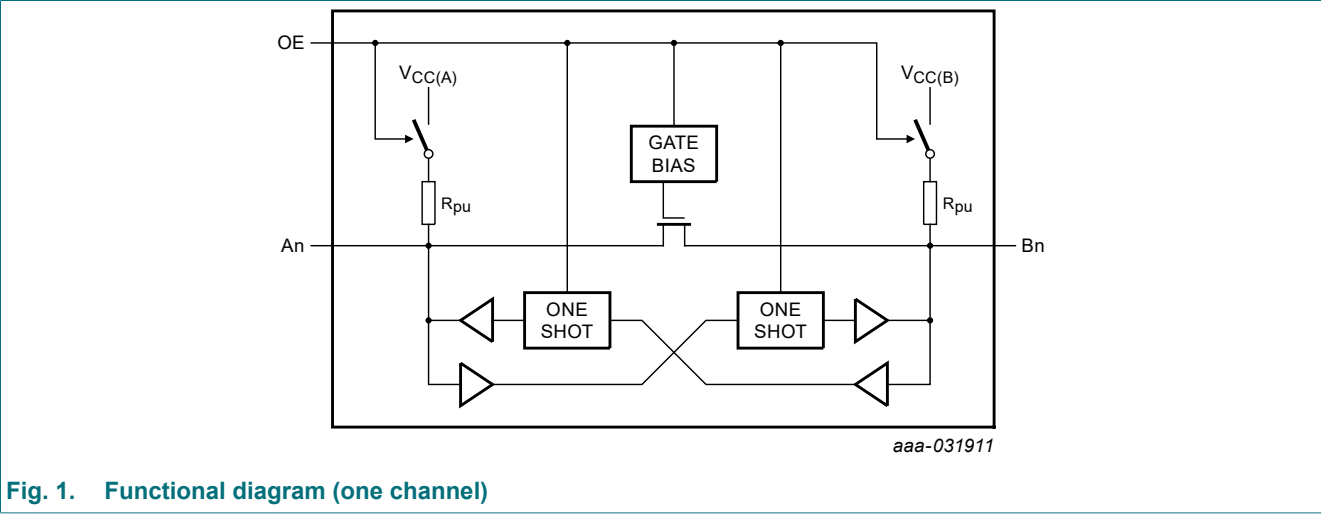 OE
VCC(A)
VCC(B)
GATE
BIAS
Rpu
Rpu
An
Bn
ONE
SHOT
ONE
SHOT
aaa-031911
Fig. 1. Functional diagram (one channel)